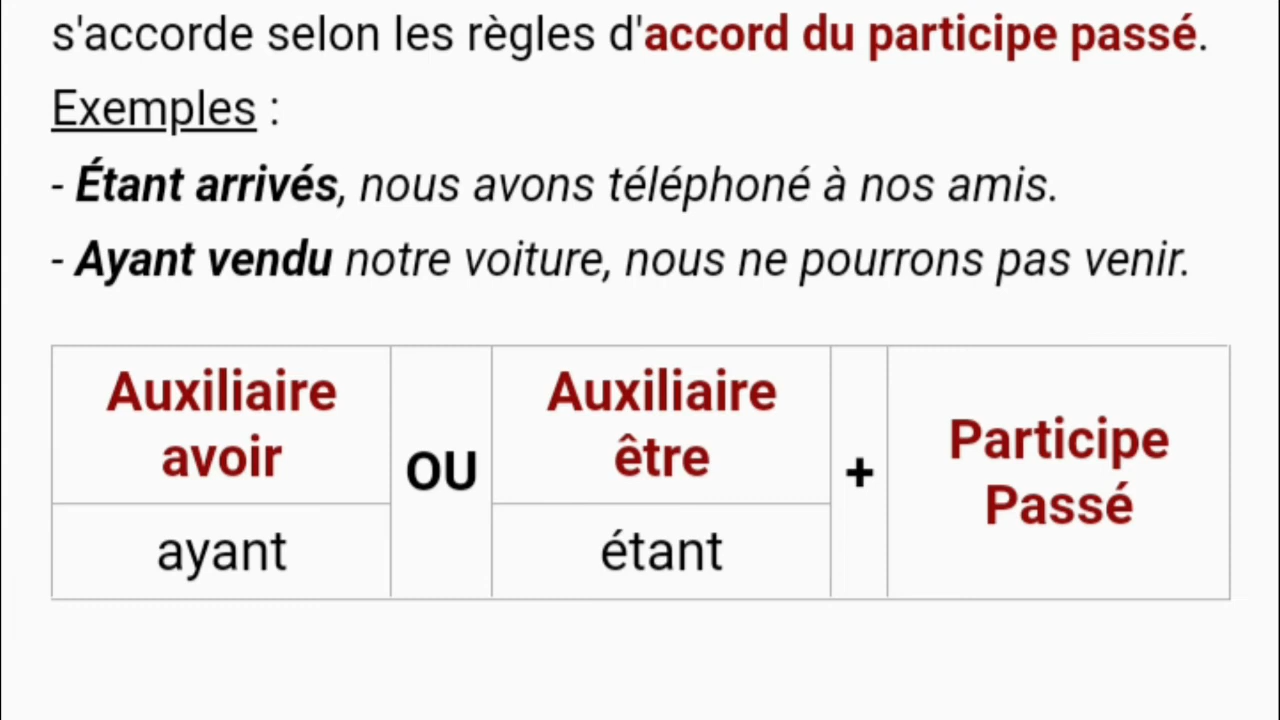 s'accorde selon les règles d'accord du participe passé.
Exemples :
- Étant arrivés, nous avons téléphoné à nos amis.
- Ayant vendu notre voiture, nous ne pourrons pas venir.
Auxiliaire
avoir
ayant
OU
Auxiliaire
être
étant
+
Participe
Passé